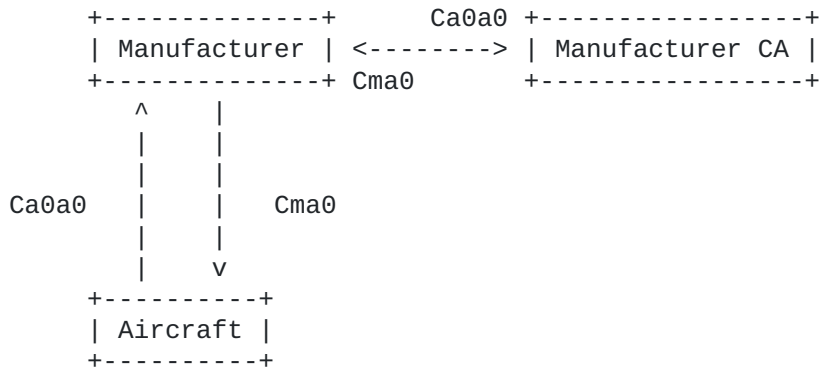 Ca0a0
Manufacturer <--------> Manufacturer CA
Cma0
Ca0a0 Cma0
Aircraft